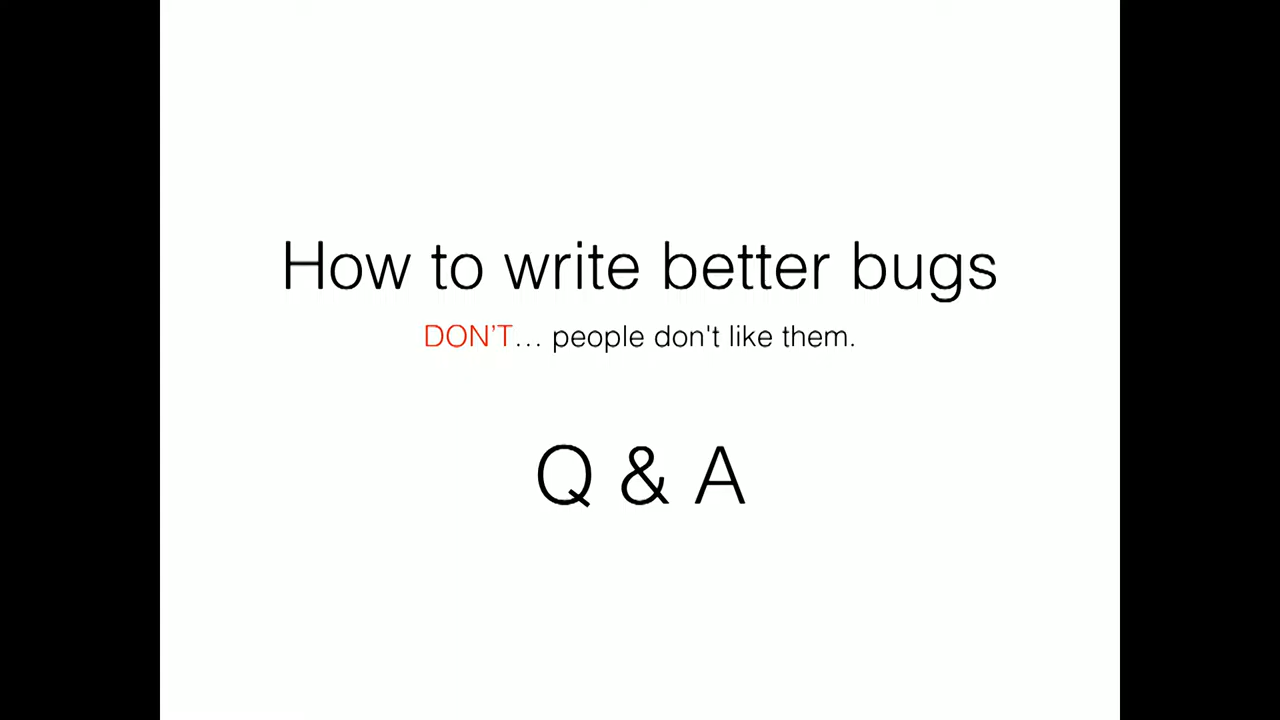 How to write better bugs
DON’T... people don't like them.
Q & A